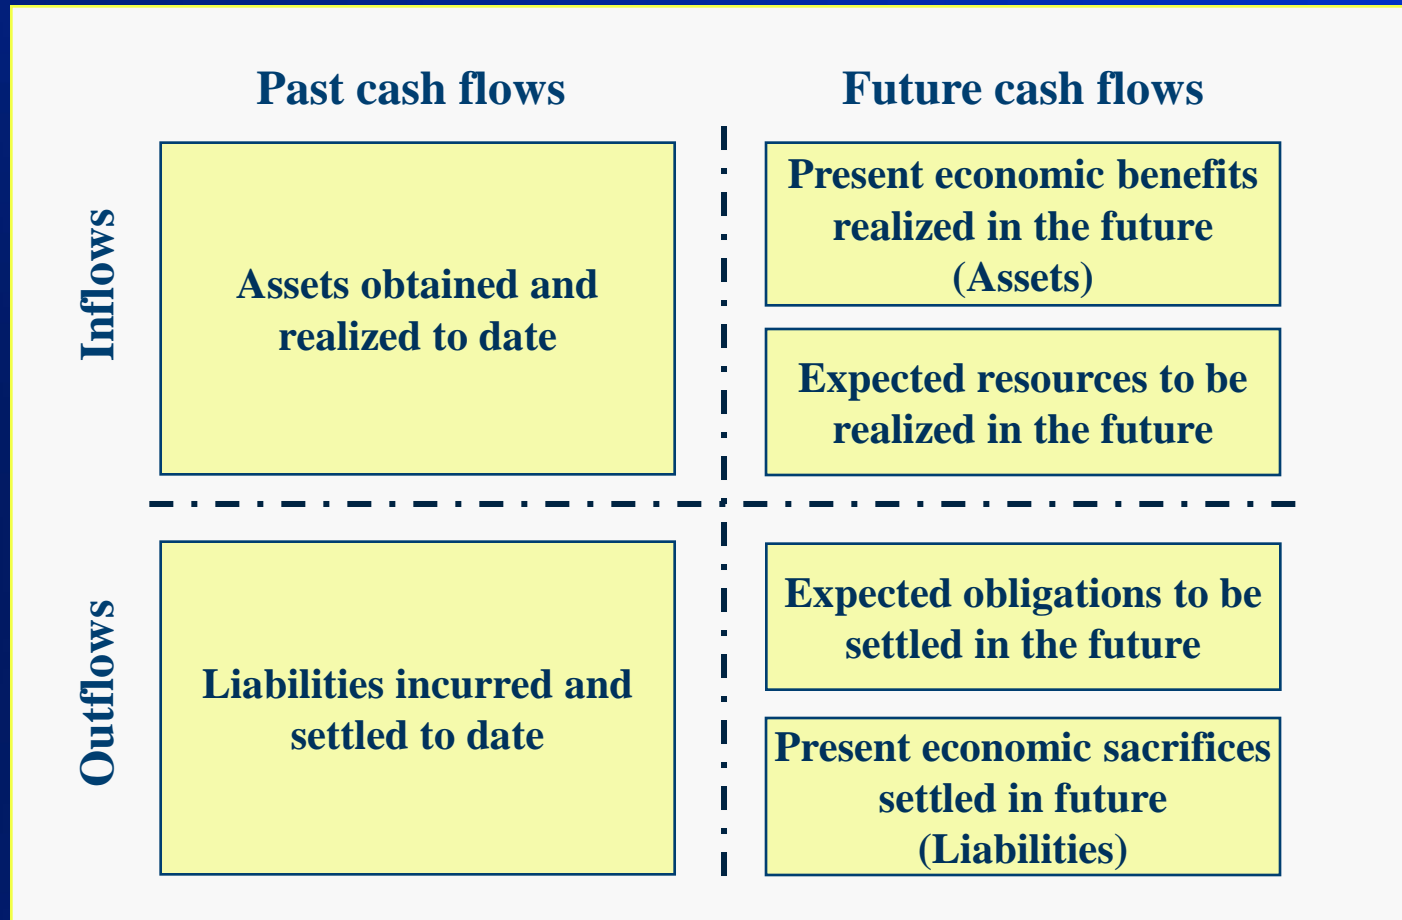 Past cash flows
Future cash flows
Inflows
Assets obtained and
realized to date
Present economic benefits
realized in the future
(Assets)
Expected resources to be
realized in the future
Outflows
Liabilities incurred and
settled to date
Expected obligations to be
settled in the future
Present economic sacrifices
settled in future
(Liabilities)